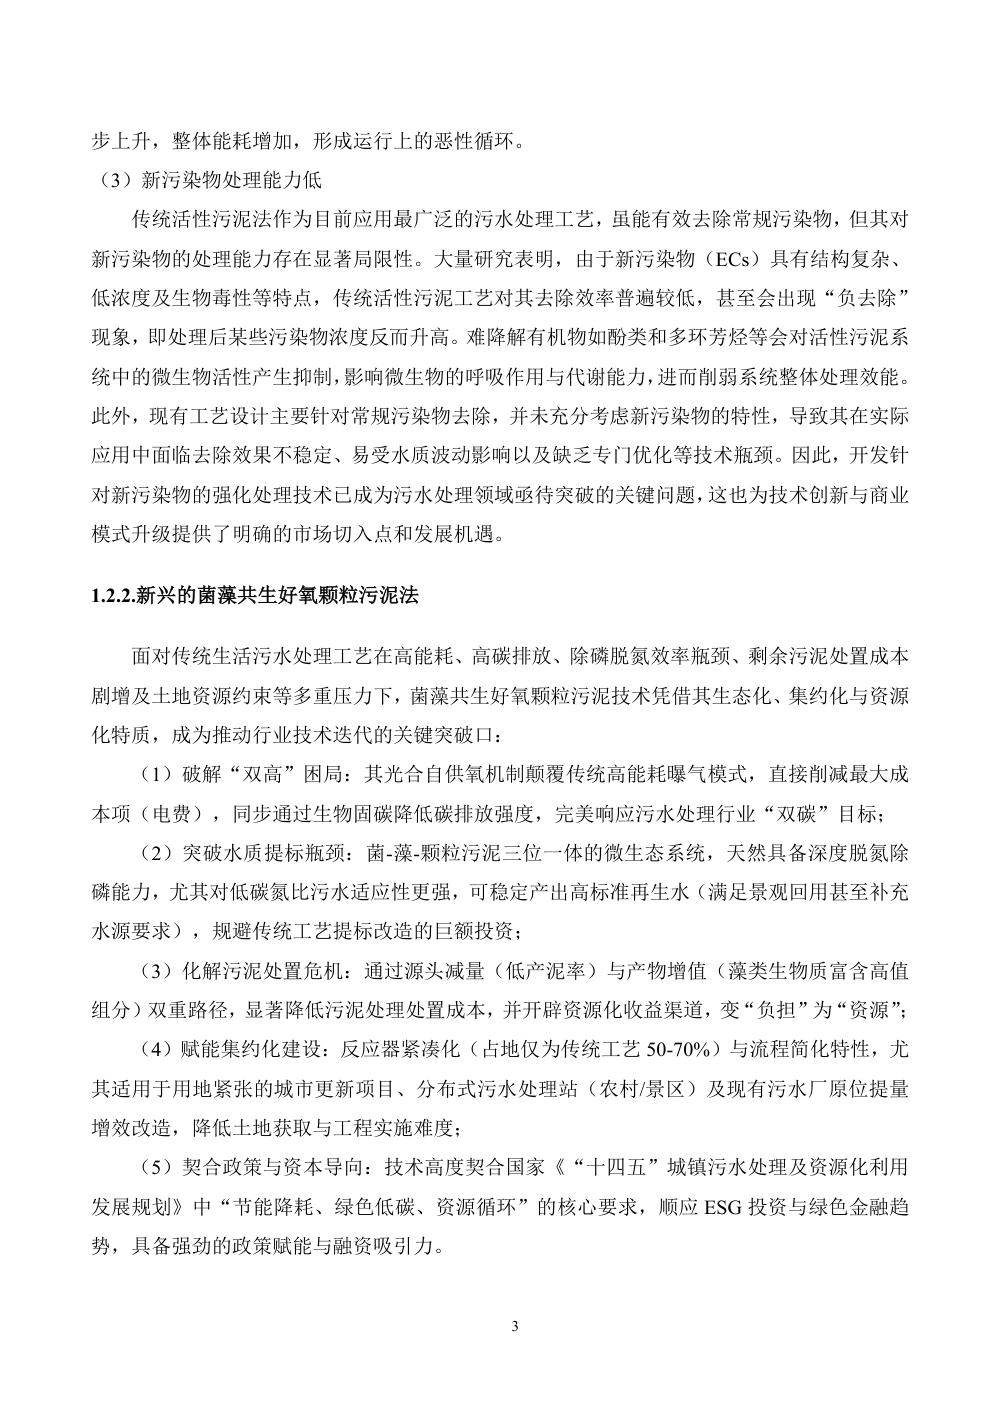 步上升，整体能耗增加，形成运行上的恶性循环。
（3）新污染物处理能力低
传统活性污泥法作为目前应用最广泛的污水处理工艺，虽能有效去除常规污染物，但其对
新污染物的处理能力存在显著局限性。大量研究表明，由于新污染物（ECs）具有结构复杂、
低浓度及生物毒性等特点，传统活性污泥工艺对其去除效率普遍较低，甚至会出现“负去除”
现象，即处理后某些污染物浓度反而升高。难降解有机物如酚类和多环芳烃等会对活性污泥系
统中的微生物活性产生抑制，影响微生物的呼吸作用与代谢能力，进而削弱系统整体处理效能。
此外，现有工艺设计主要针对常规污染物去除，并未充分考虑新污染物的特性，导致其在实际
应用中面临去除效果不稳定、易受水质波动影响以及缺乏专门优化等技术瓶颈。因此，开发针
对新污染物的强化处理技术已成为污水处理领域亟待突破的关键问题，这也为技术创新与商业
模式升级提供了明确的市场切入点和发展机遇。
1.2.2.新兴的菌藻共生好氧颗粒污泥法
面对传统生活污水处理工艺在高能耗、高碳排放、除磷脱氮效率瓶颈、剩余污泥处置成本
剧增及土地资源约束等多重压力下，菌藻共生好氧颗粒污泥技术凭借其生态化、集约化与资源
化特质，成为推动行业技术迭代的关键突破口：
（1）破解“双高”困局：其光合自供氧机制颠覆传统高能耗曝气模式，直接削减最大成
本项（电费），同步通过生物固碳降低碳排放强度，完美响应污水处理行业“双碳”目标；
（2）突破水质提标瓶颈：菌-藻-颗粒污泥三位一体的微生态系统，天然具备深度脱氮除
磷能力，尤其对低碳氮比污水适应性更强，可稳定产出高标准再生水（满足景观回用甚至补充
水源要求），规避传统工艺提标改造的巨额投资；
（3）化解污泥处置危机：通过源头减量（低产泥率）与产物增值（藻类生物质富含高值
组分）双重路径，显著降低污泥处理处置成本，并开辟资源化收益渠道，变“负担”为“资源”；
（4）赋能集约化建设：反应器紧凑化（占地仅为传统工艺 50-70%）与流程简化特性，尤
其适用于用地紧张的城市更新项目、分布式污水处理站（农村/景区）及现有污水厂原位提量
增效改造，降低土地获取与工程实施难度；
（5）契合政策与资本导向：技术高度契合国家《“十四五”城镇污水处理及资源化利用
发展规划》中“节能降耗、绿色低碳、资源循环”的核心要求，顺应 ESG 投资与绿色金融趋
势，具备强劲的政策赋能与融资吸引力。
3